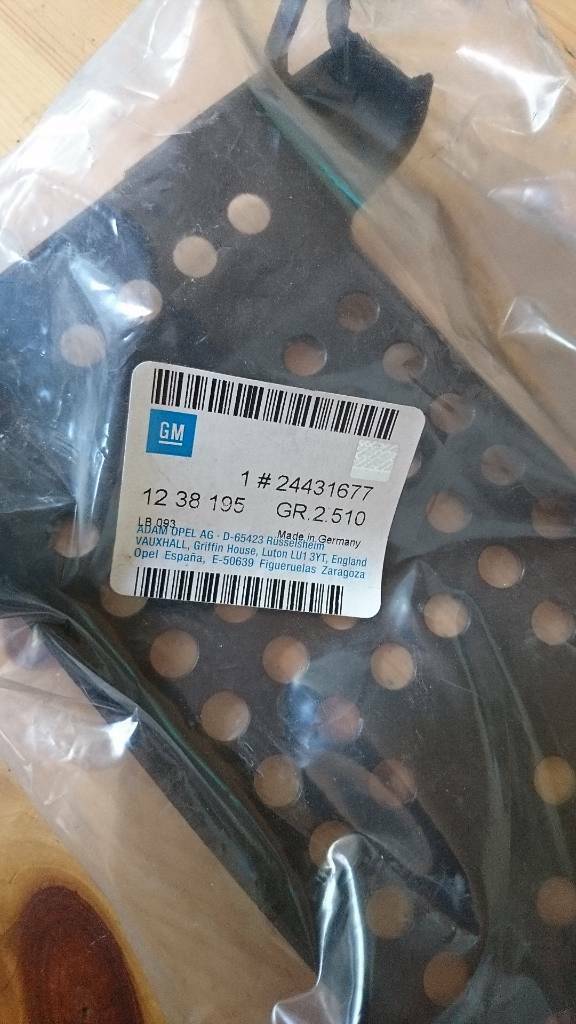 GM
1 # 24431677
12 38 195 GR.2.510
LB 093 Made in Germany
ADAM OPEL AG · D-65423 Rüsselsheim
VAUXHALL, Griffin House, Luton LU1 3YT, England
Opel España, E-50639 Figueruelas Zaragoza